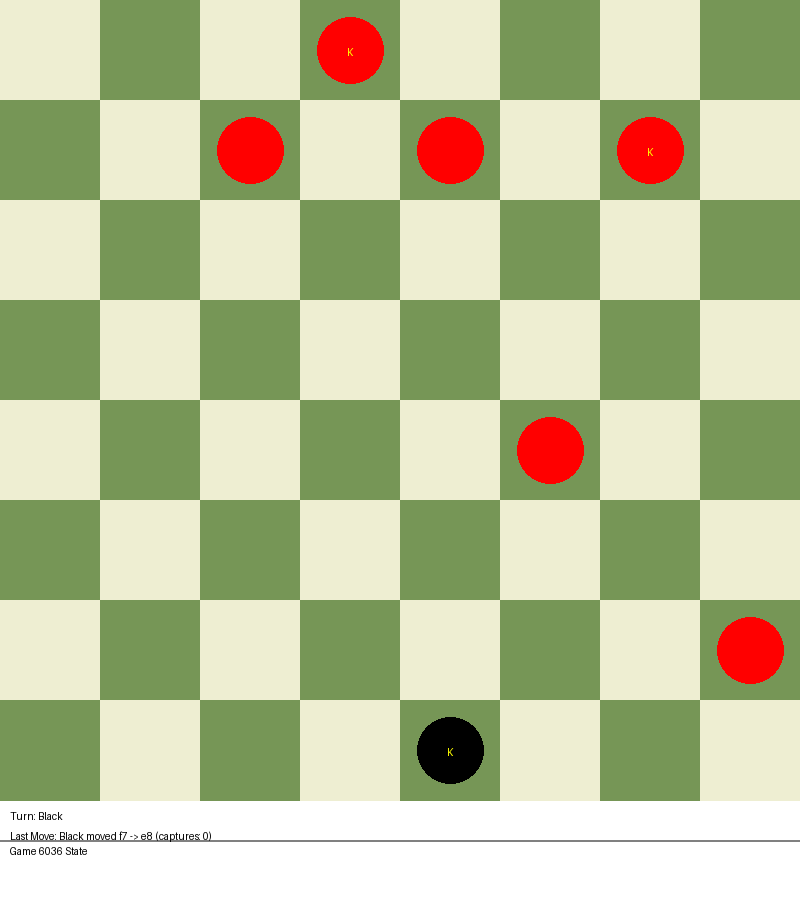 K
K
K
Turn: Black
Last Move: Black moved f7 -> e8 (captures: 0)
Game 6036 State